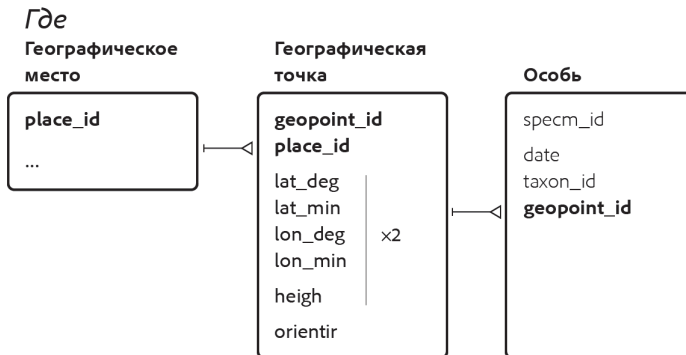 Где
Географическое
место
place_id
...
Географическая
точка
geopoint_id
place_id
lat_deg
lat_min
lon_deg
lon_min
x2
heigh
orientir
Особь
specm_id
date
taxon_id
geopoint_id